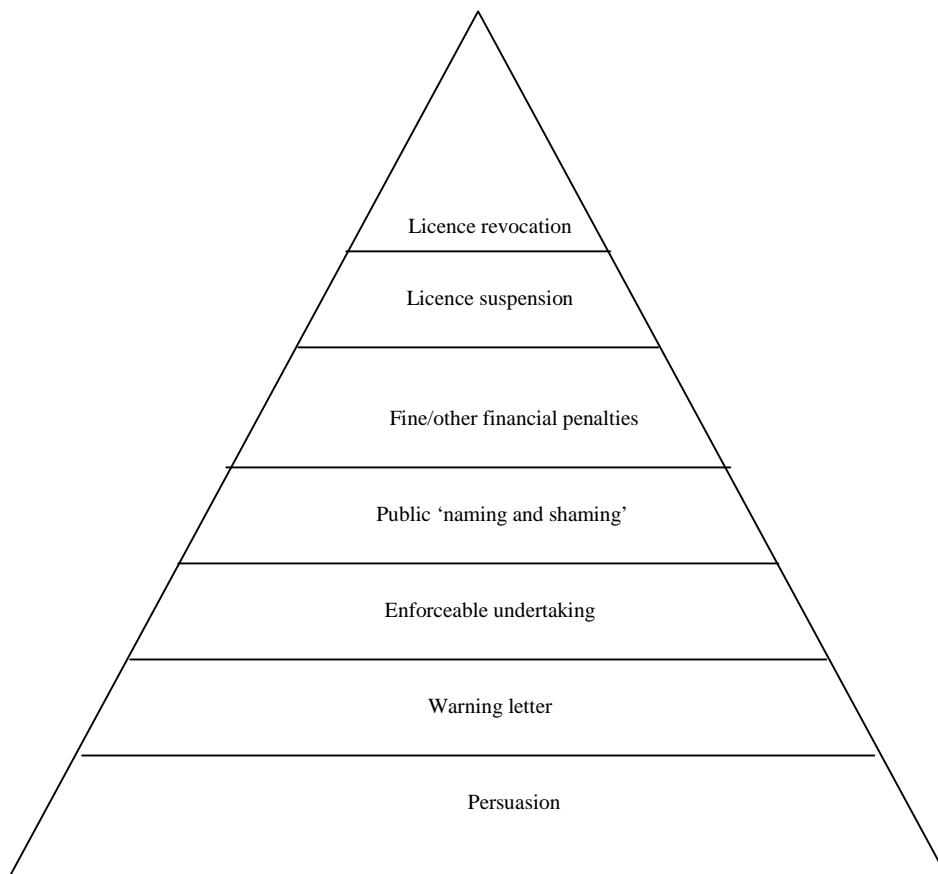 Licence revocation
Licence suspension
Fine/other financial penalties
Public ‘naming and shaming’
Enforceable undertaking
Warning letter
Persuasion